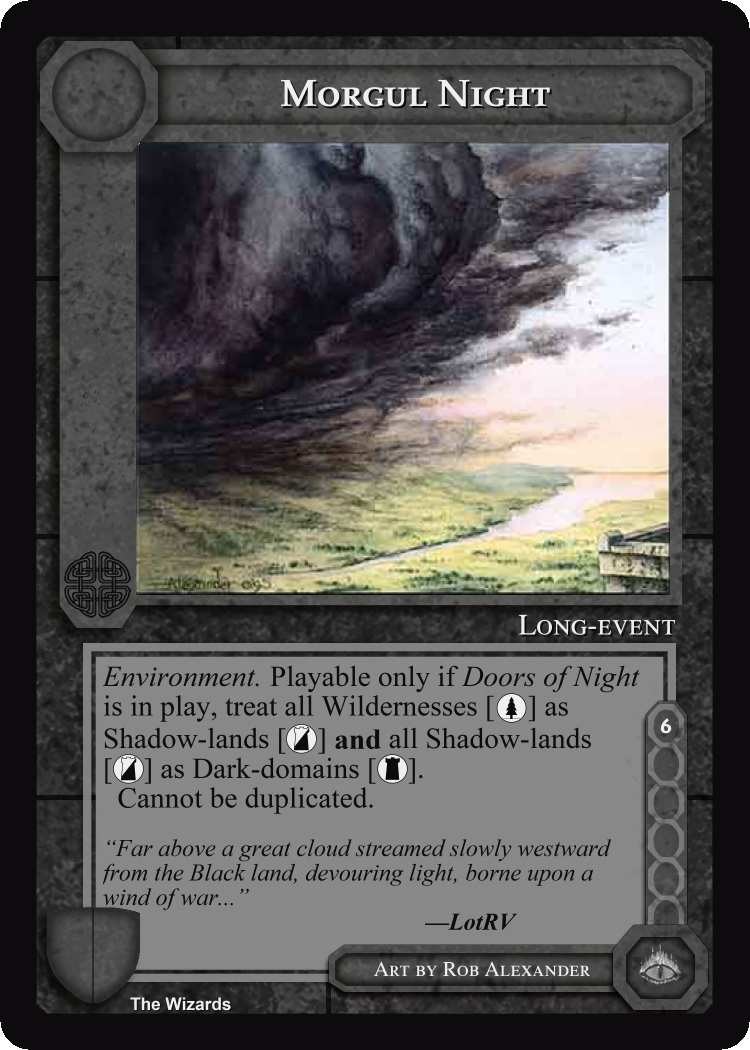 Morgul Night
Alexander ©95
Long-event
Environment. Playable only if Doors of Night
is in play, treat all Wildernesses [ ] as
Shadow-lands [ ] and all Shadow-lands
[ ] as Dark-domains [ ].
Cannot be duplicated.
6
“Far above a great cloud streamed slowly westward
from the Black land, devouring light, borne upon a
wind of war...”
—LotRV
Art by Rob Alexander
The Wizards